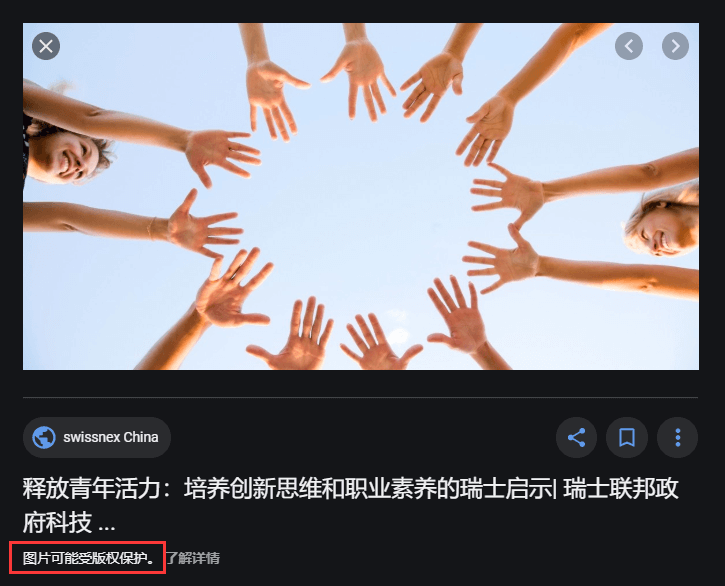 swissnex China
释放青年活力：培养创新思维和职业素养的瑞士启示| 瑞士联邦政
府科技 ...
图片可能受版权保护。了解详情